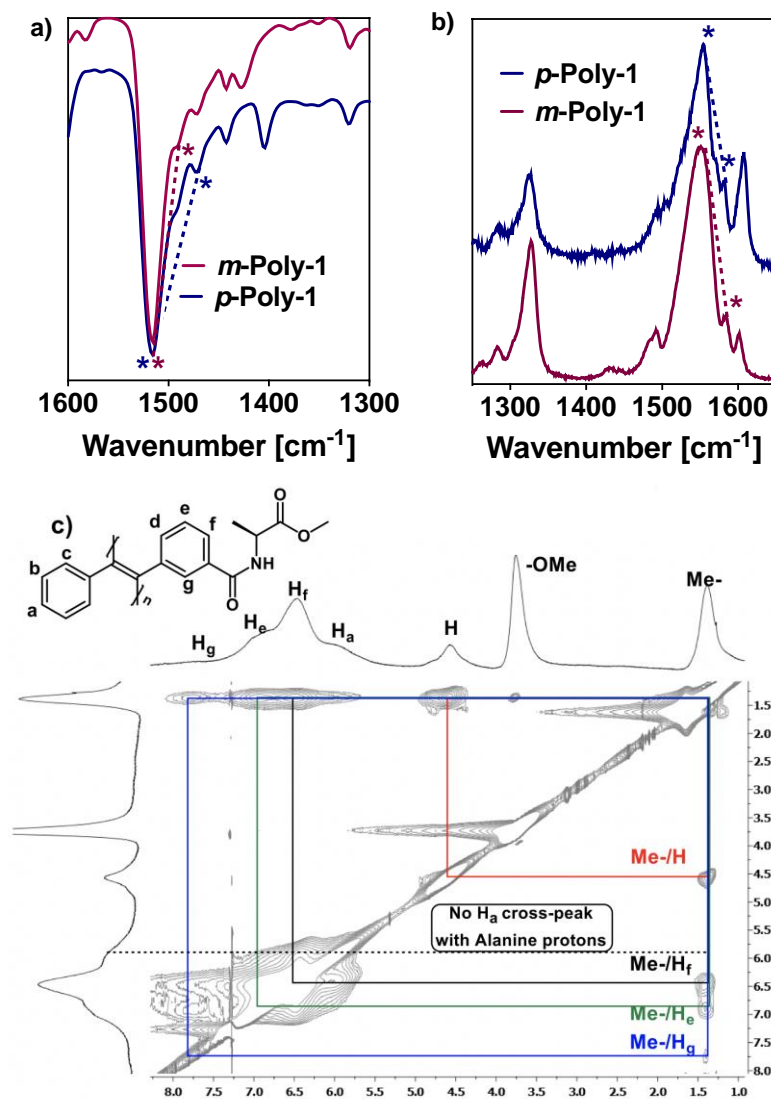 a)
m-Poly-1
p-Poly-1
*
*
*
*
1600 1500 1400 1300
Wavenumber [cm-1]
b)
p-Poly-1
m-Poly-1
*
*
*
*
1300 1400 1500 1600
Wavenumber [cm-1]
c)
a b c d e f g
n
O
O
N
H
O
Hg He Hf Ha H -OMe Me-
1.5
2.0
2.5
3.0
3.5
4.0
4.5
5.0
5.5
6.0
6.5
7.0
7.5
8.0
Me-/H
No Ha cross-peak
with Alanine protons
Me-/Hf
Me-/He
Me-/Hg
8.0 7.5 7.0 6.5 6.0 5.5 5.0 4.5 4.0 3.5 3.0 2.5 2.0 1.5 1.0